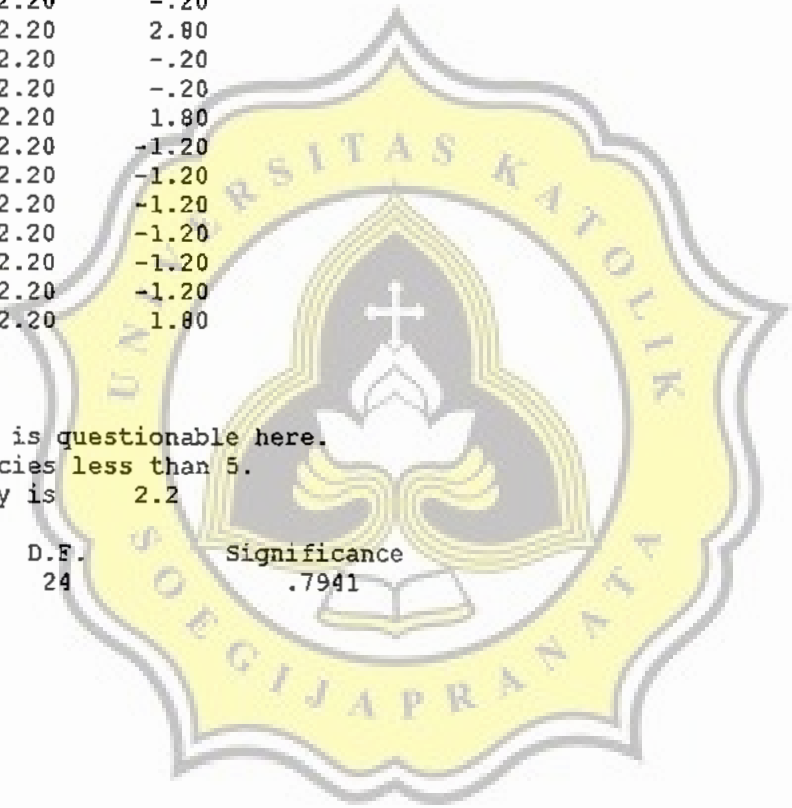 2.20 -.20
2.20 2.80
2.20 -.20
2.20 -.20
2.20 1.80
2.20 -1.20
2.20 -1.20
2.20 -1.20
2.20 -1.20
2.20 -1.20
2.20 -1.20
2.20 1.80
is questionable here.
cies less than 5.
y is 2.2
D.F. Significance
24 .7941
UNIVERSITAS KATOLIK
SOEGIJAPRANATA